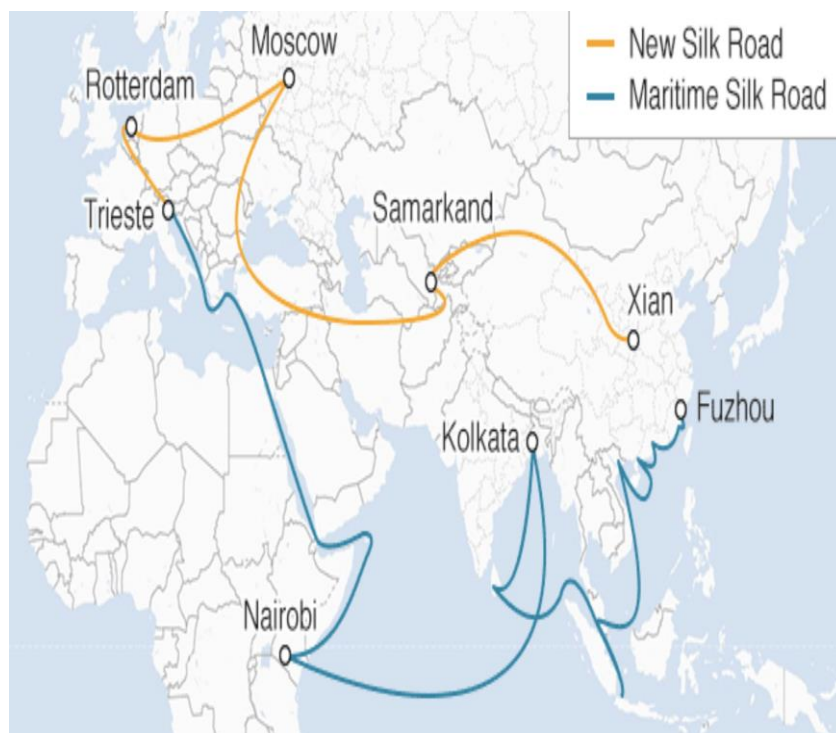 New Silk Road
Maritime Silk Road
Moscow
Rotterdam
Trieste
Samarkand
Xian
Fuzhou
Kolkata
Nairobi